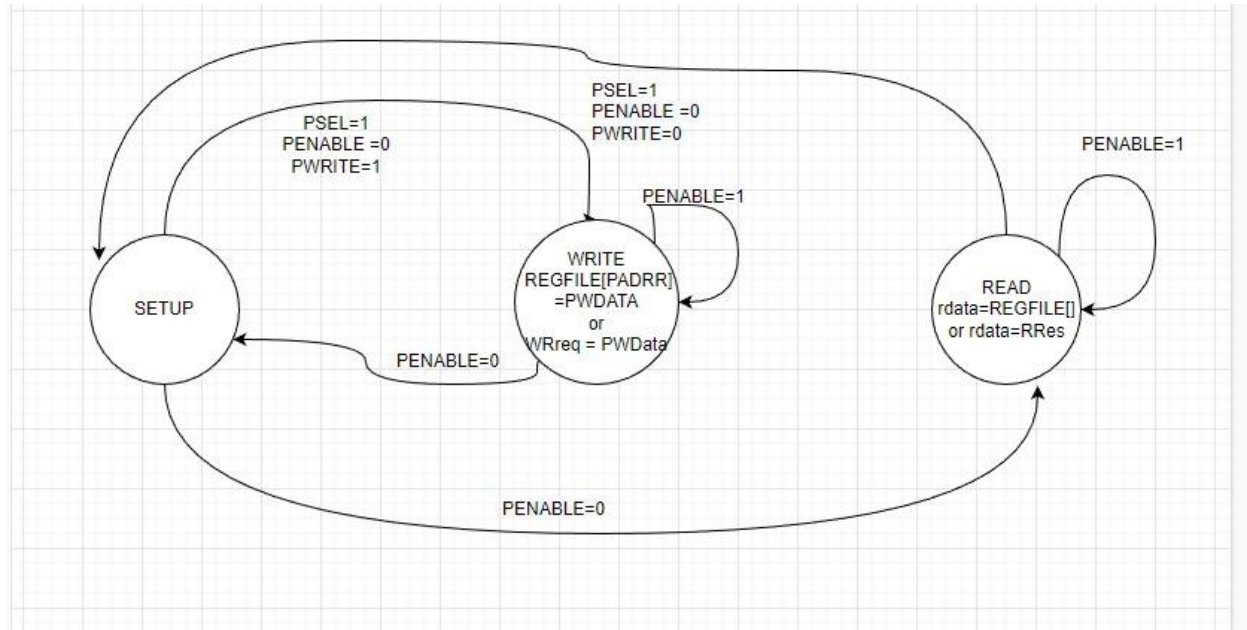 PSEL=1
PENABLE =0
PWRITE=0
PSEL=1
PENABLE =0
PWRITE=1
PENABLE=1
PENABLE=1
SETUP
WRITE
REGFILE[PADRR]
=PWDATA
or
WRreq = PWData
READ
rdata=REGFILE[]
or rdata=RRes
PENABLE=0
PENABLE=0